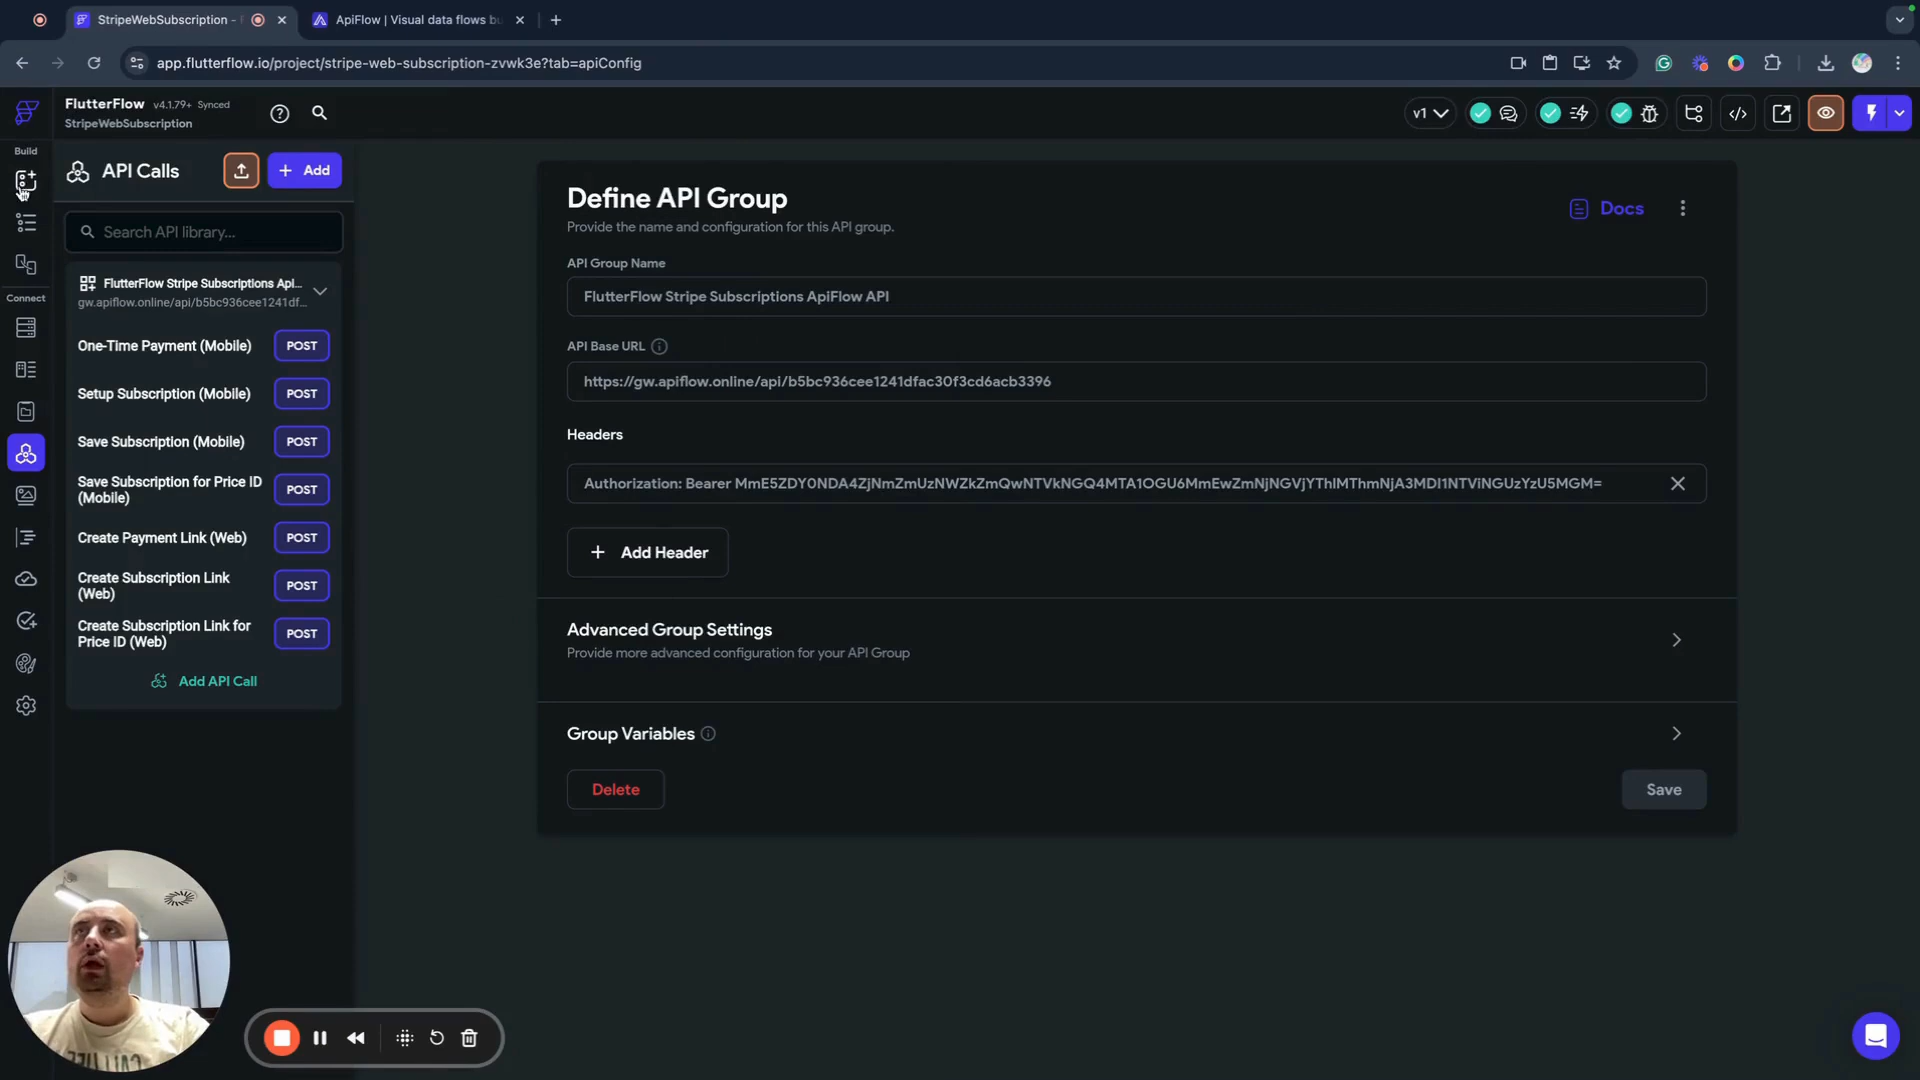 StripeWebSubscription -
ApiFlow | Visual data flows bu
app.flutterflow.io/project/stripe-web-subscription-zvwk3e?tab=apiConfig
FlutterFlow v4.1.79+ Synced
StripeWebSubscription
v1
Build
API Calls
Add
Search API library...
FlutterFlow Stripe Subscriptions Api...
gw.apiflow.online/api/b5bc936cee1241df...
Connect
One-Time Payment (Mobile) POST
Setup Subscription (Mobile) POST
Save Subscription (Mobile) POST
Save Subscription for Price ID
(Mobile) POST
Create Payment Link (Web) POST
Create Subscription Link
(Web) POST
Create Subscription Link for
Price ID (Web) POST
Add API Call
Define API Group
Provide the name and configuration for this API group.
Docs
API Group Name
FlutterFlow Stripe Subscriptions ApiFlow API
API Base URL
https://gw.apiflow.online/api/b5bc936cee1241dfac30f3cd6acb3396
Headers
Authorization: Bearer MmE5ZDY0NDA4ZjNmZmUzNWZkZmQwNTVkNGQ4MTA1OGU6MmEwZmNjNGVjYThlMThmNjA3MDI1NTViNGUzYzU5MGM=
Add Header
Advanced Group Settings
Provide more advanced configuration for your API Group
Group Variables
Delete
Save